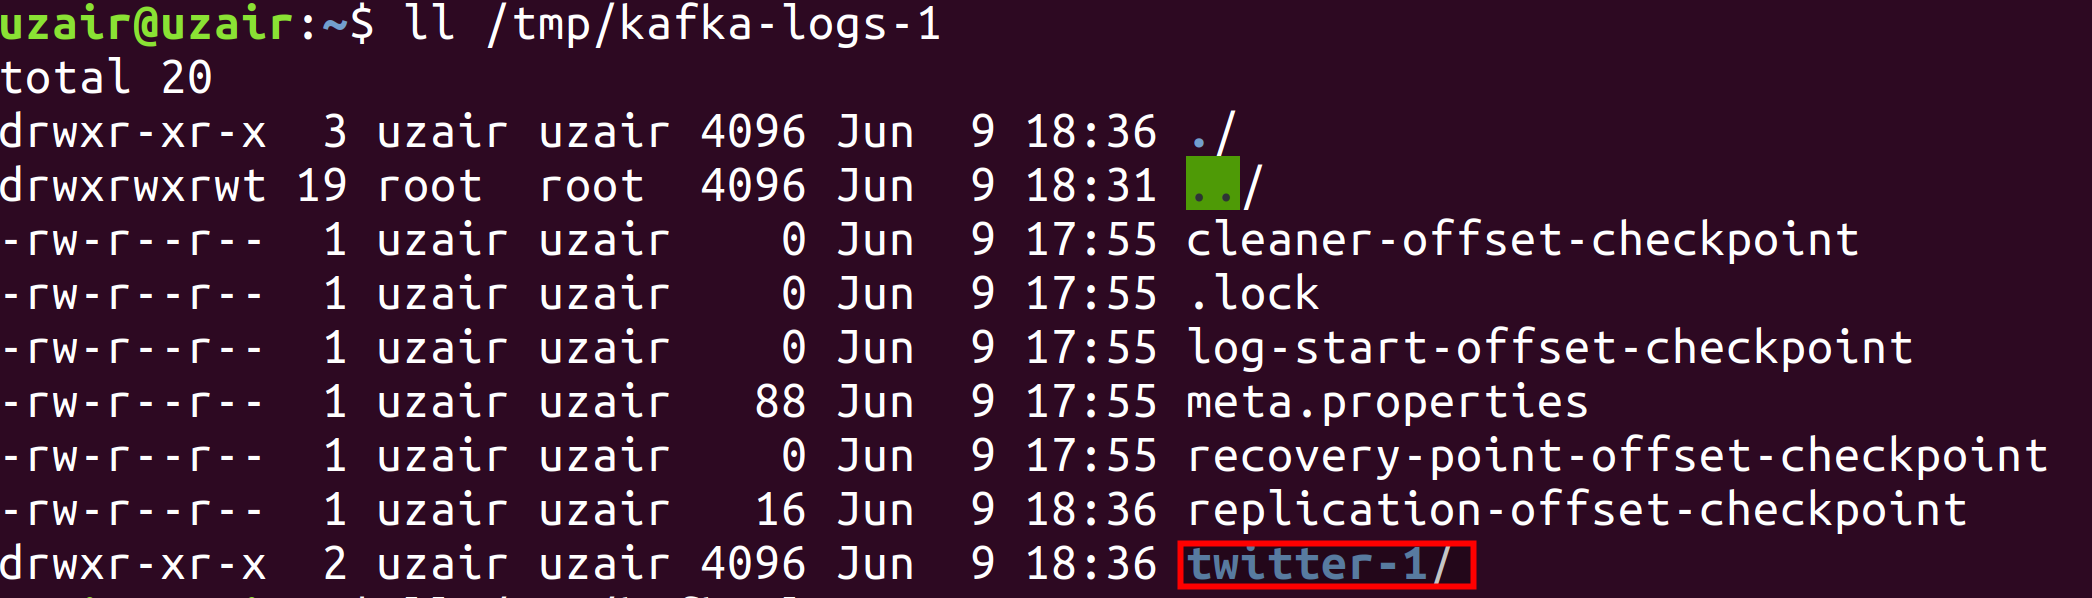 uzair@uzair:~$ ll /tmp/kafka-logs-1
total 20
drwxr-xr-x  3 uzair uzair 4096 Jun  9 18:36 ./
drwxrwxrwt 19 root  root  4096 Jun  9 18:31 ../
-rw-r--r--  1 uzair uzair    0 Jun  9 17:55 cleaner-offset-checkpoint
-rw-r--r--  1 uzair uzair    0 Jun  9 17:55 .lock
-rw-r--r--  1 uzair uzair    0 Jun  9 17:55 log-start-offset-checkpoint
-rw-r--r--  1 uzair uzair   88 Jun  9 17:55 meta.properties
-rw-r--r--  1 uzair uzair    0 Jun  9 17:55 recovery-point-offset-checkpoint
-rw-r--r--  1 uzair uzair   16 Jun  9 18:36 replication-offset-checkpoint
drwxr-xr-x  2 uzair uzair 4096 Jun  9 18:36 twitter-1/